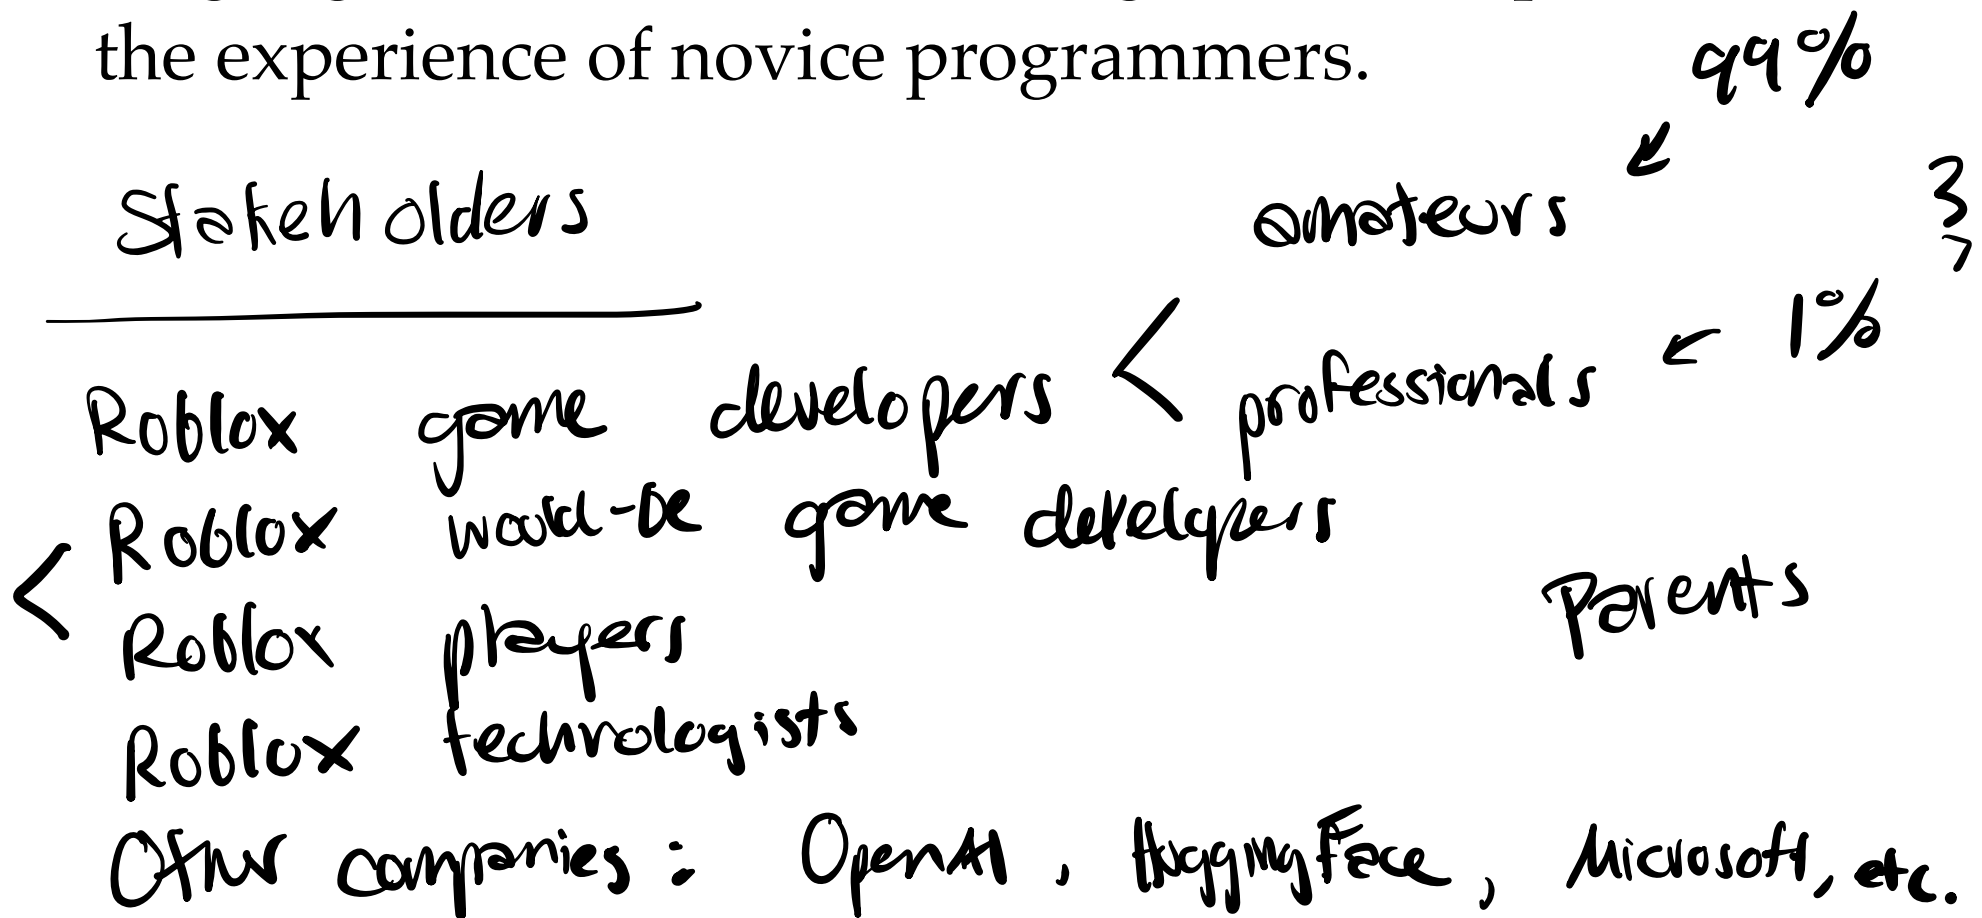 the experience of novice programmers.
99%
Stakeholders
amateurs
1%
Roblox game developers < professionals
Roblox would-be game developers
< Roblox players
Parents
Roblox technologists
Other companies: OpenAI, HuggingFace, Microsoft, etc.